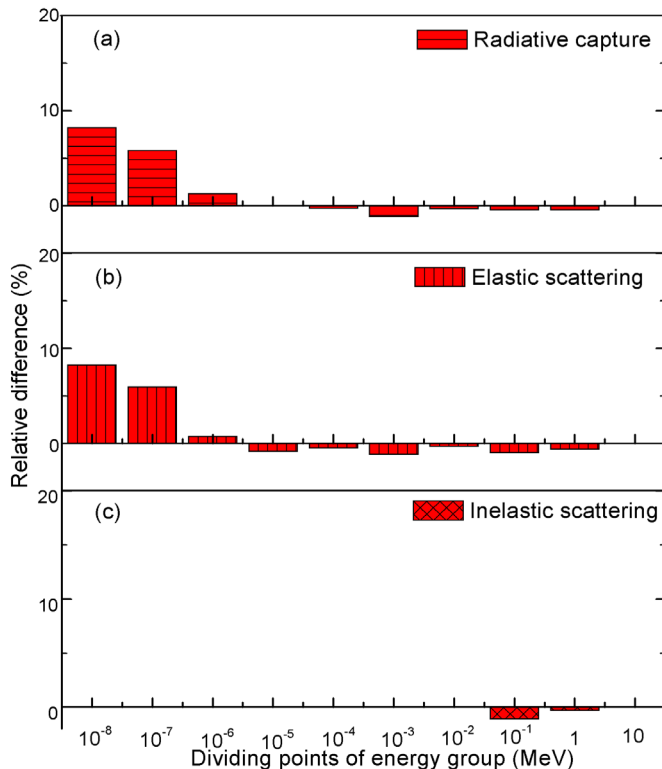 20
(a)
Radiative capture
10
0
20
(b)
Elastic scattering
10
0
20
(c)
Inelastic scattering
10
0
Relative difference (%)
10⁻⁸ 10⁻⁷ 10⁻⁶ 10⁻⁵ 10⁻⁴ 10⁻³ 10⁻² 10⁻¹ 1 10
Dividing points of energy group (MeV)